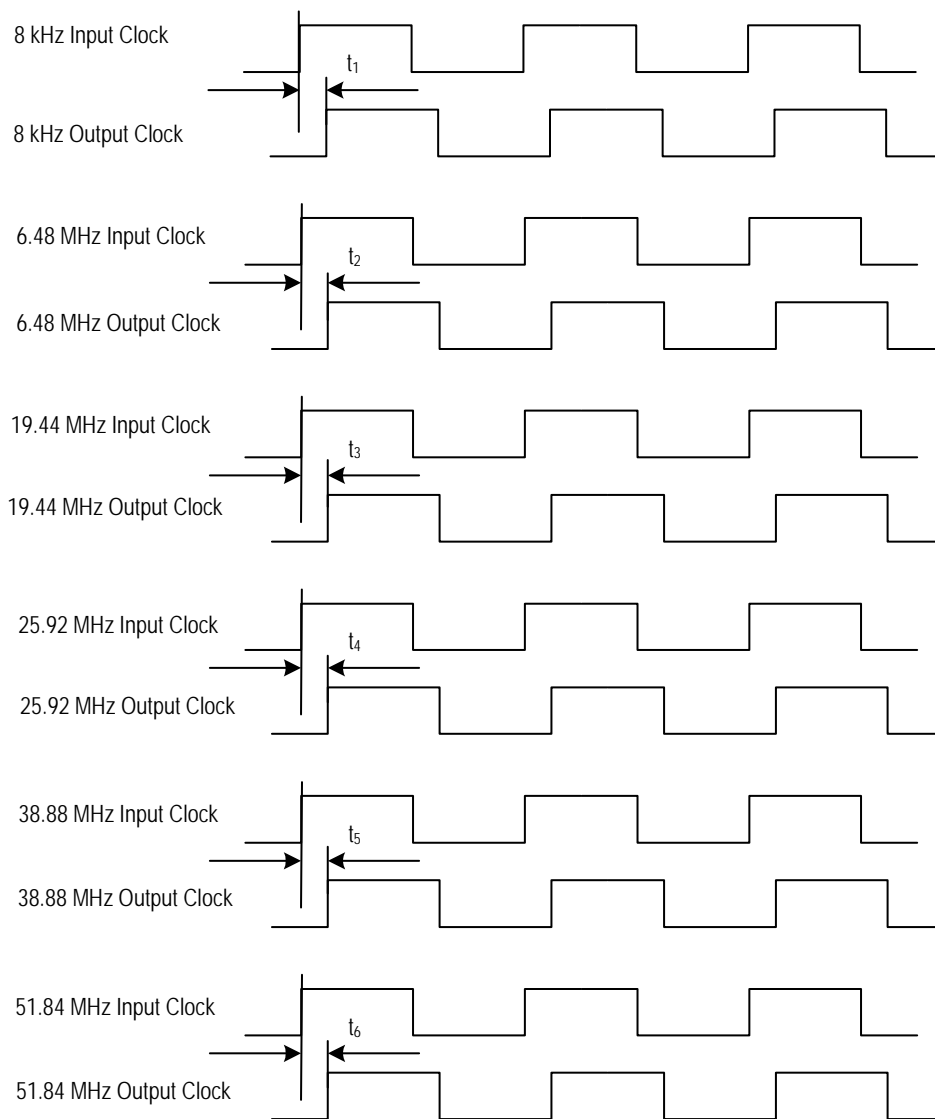 8 kHz Input Clock
t₁
8 kHz Output Clock
6.48 MHz Input Clock
t₂
6.48 MHz Output Clock
19.44 MHz Input Clock
t₃
19.44 MHz Output Clock
25.92 MHz Input Clock
t₄
25.92 MHz Output Clock
38.88 MHz Input Clock
t₅
38.88 MHz Output Clock
51.84 MHz Input Clock
t₆
51.84 MHz Output Clock